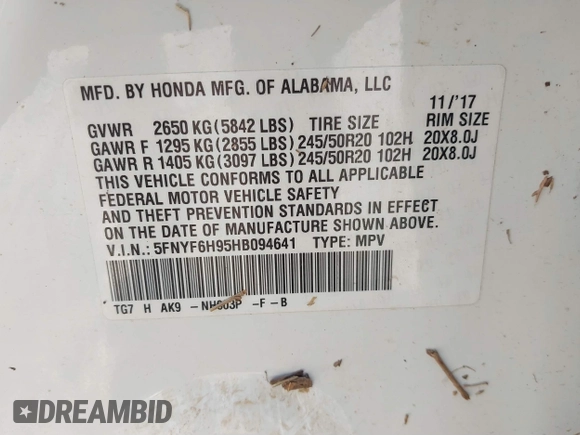 MFD. BY HONDA MFG. OF ALABAMA, LLC
11/'17
GVWR 2650 KG (5842 LBS) TIRE SIZE RIM SIZE
GAWR F 1295 KG (2855 LBS) 245/50R20 102H 20X8.0J
GAWR R 1405 KG (3097 LBS) 245/50R20 102H 20X8.0J
THIS VEHICLE CONFORMS TO ALL APPLICABLE
FEDERAL MOTOR VEHICLE SAFETY
AND THEFT PREVENTION STANDARDS IN EFFECT
ON THE DATE OF MANUFACTURE SHOWN ABOVE.
V.I.N.: 5FNYF6H95HB094641 TYPE: MPV
TG7 H AK9 -NH903P -F-B
DREAMBID